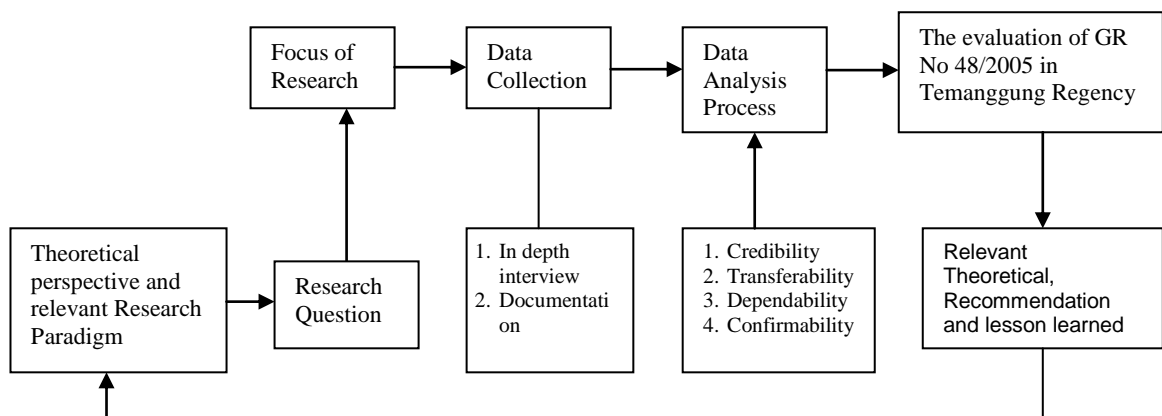 Focus of
Research
Data
Collection
Data
Analysis
Process
The evaluation of GR
No 48/2005 in
Temanggung Regency
Theoretical
perspective and
relevant Research
Paradigm
Research
Question
1. In depth
interview
2. Documentati
on
1. Credibility
2. Transferability
3. Dependability
4. Confirmability
Relevant
Theoretical,
Recommendation
and lesson learned